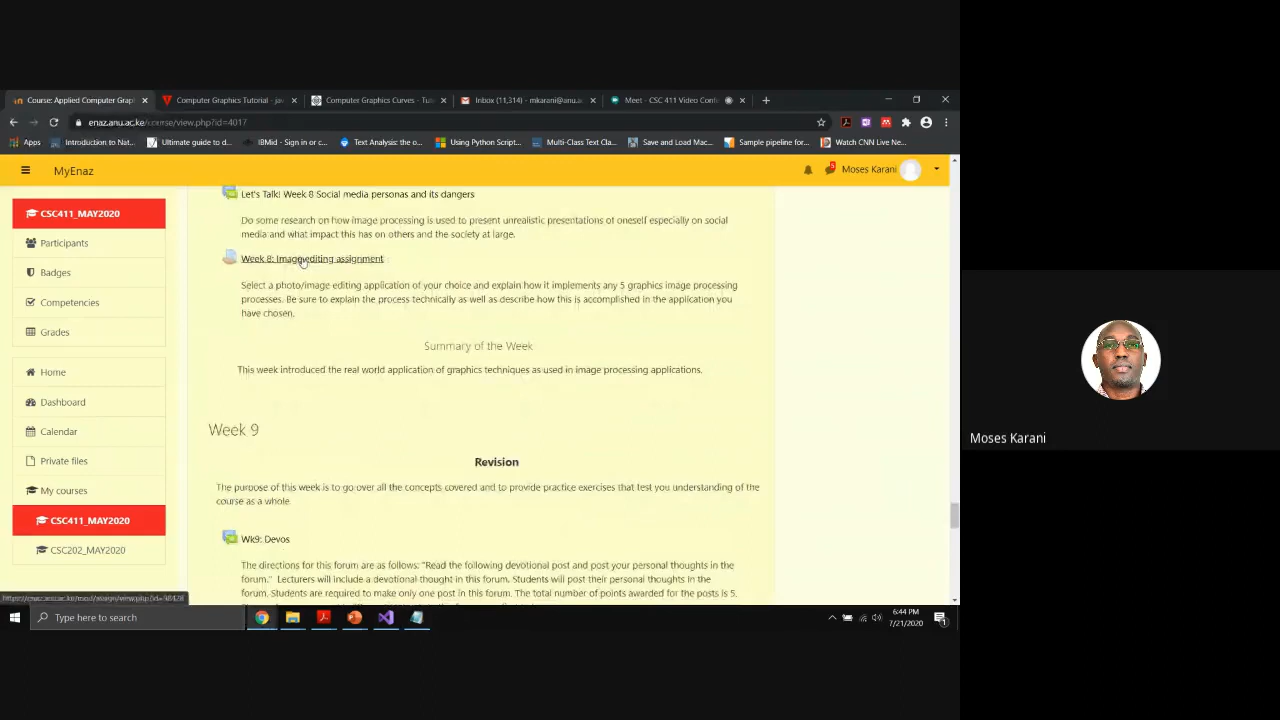 Course: Applied Computer Grap
Computer Graphics Tutorial - jav
Computer Graphics Curves - Tuto
Inbox (11,314) - mkarani@anu.a
Meet - CSC 411 Video Conf
enaz.anu.ac.ke/course/view.php?id=4017
Apps
Introduction to Nat...
Ultimate guide to d...
IBMid - Sign in or c...
Text Analysis: the o...
Using Python Script...
Multi-Class Text Clas...
Save and Load Mac...
Sample pipeline for...
Watch CNN Live Ne...
MyEnaz
Moses Karani
CSC411_MAY2020
Participants
Badges
Competencies
Grades
Home
Dashboard
Calendar
Private files
My courses
CSC411_MAY2020
CSC202_MAY2020
Let's Talk! Week 8 Social media personas and its dangers
Do some research on how image processing is used to present unrealistic presentations of oneself especially on social
media and what impact this has on others and the society at large.
Week 8: Image editing assignment
Select a photo/image editing application of your choice and explain how it implements any 5 graphics image processing
processes. Be sure to explain the process technically as well as describe how this is accomplished in the application you
have chosen.
Summary of the Week
This week introduced the real world application of graphics techniques as used in image processing applications.
Week 9
Revision
The purpose of this week is to go over all the concepts covered and to provide practice exercises that test you understanding of the
course as a whole.
Wk9: Devos
The directions for this forum are as follows: "Read the following devotional post and post your personal thoughts in the
forum." Lecturers will include a devotional thought in this forum. Students will post their personal thoughts in the
forum. Students are required to make only one post in this forum. The total number of points awarded for the posts is 5.
Type here to search
6:44 PM
7/21/2020
Moses Karani